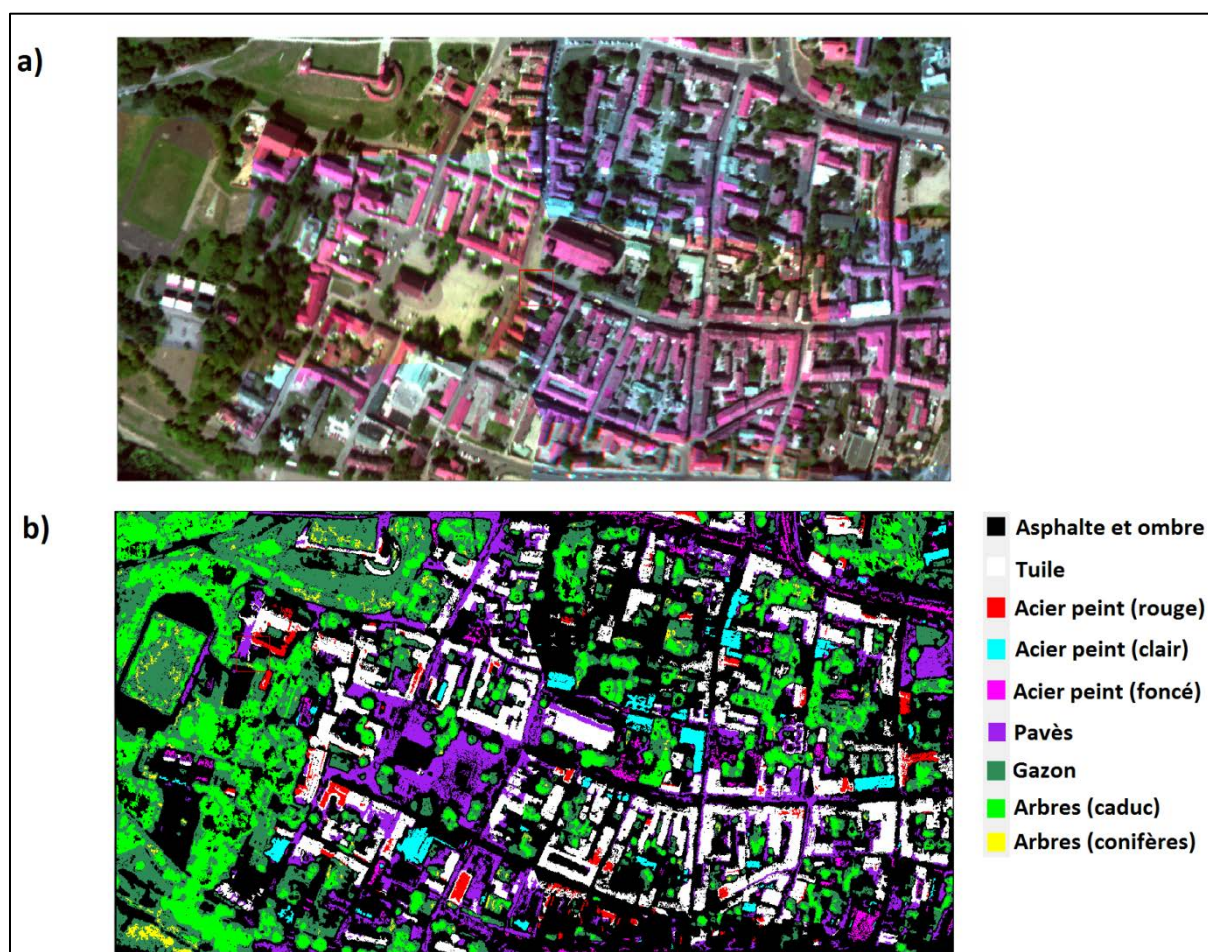 a)
b)
Asphalte et ombre
Tuile
Acier peint (rouge)
Acier peint (clair)
Acier peint (foncé)
Pavès
Gazon
Arbres (caduc)
Arbres (conifères)